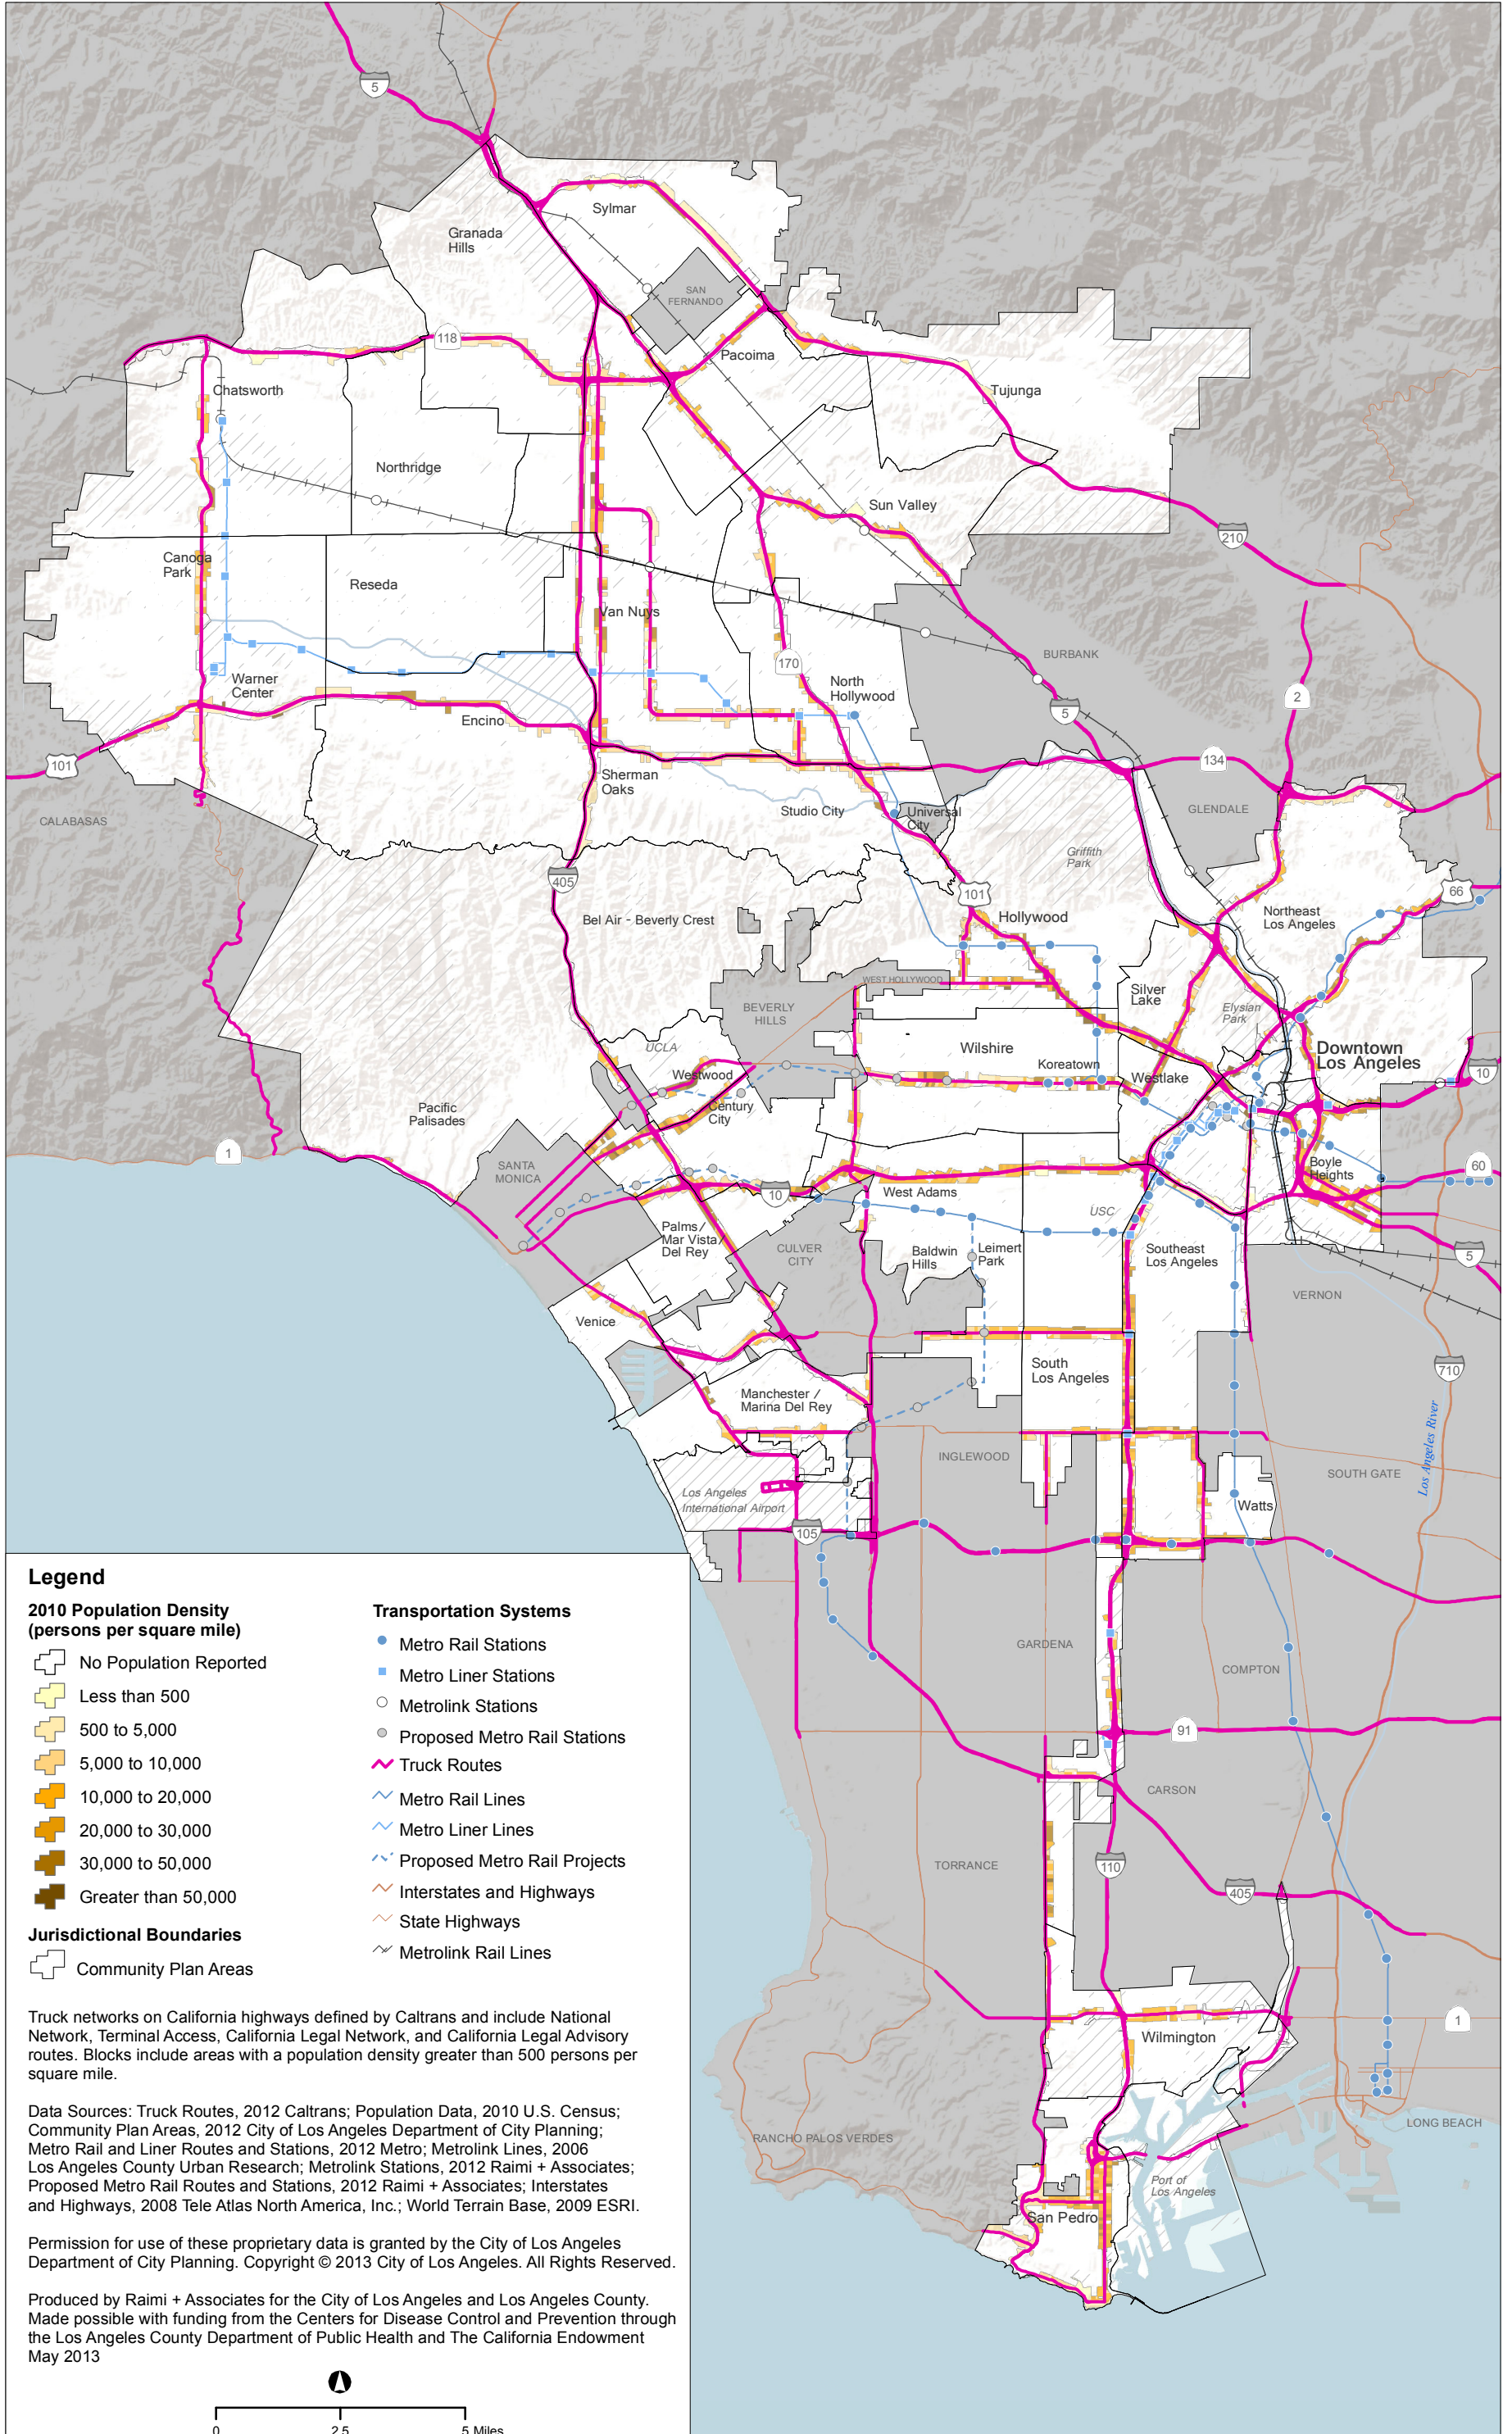 5
Sylmar
Granada
Hills
SAN
FERNANDO
118
Pacoima
Chatsworth
Tujunga
Northridge
Sun Valley
210
Canoga
Park
Reseda
Van Nuys
BURBANK
170
Warner
Center
North
Hollywood
2
5
Encino
101
134
Sherman
Oaks
CALABASAS
Studio City
Universal
City
GLENDALE
Griffith
Park
405
101
66
Bel Air - Beverly Crest
Hollywood
Northeast
Los Angeles
WEST HOLLYWOOD
Silver
Lake
BEVERLY
HILLS
Elysian
Park
UCLA
Wilshire
Downtown
Los Angeles
Koreatown
Westwood
Westlake
10
Century
City
Pacific
Palisades
1
SANTA
MONICA
Boyle
Heights
60
10
West Adams
USC
Palms/
Mar Vista/
Del Rey
CULVER
CITY
Baldwin
Hills
Leimert
Park
Southeast
Los Angeles
5
VERNON
Venice
710
South
Los Angeles
Manchester /
Marina Del Rey
Los Angeles River
INGLEWOOD
SOUTH GATE
Los Angeles
International Airport
Watts
105
GARDENA
COMPTON
91
CARSON
TORRANCE
110
405
1
Wilmington
LONG BEACH
RANCHO PALOS VERDES
Port of
Los Angeles
San Pedro
Legend
2010 Population Density
(persons per square mile)
No Population Reported
Less than 500
500 to 5,000
5,000 to 10,000
10,000 to 20,000
20,000 to 30,000
30,000 to 50,000
Greater than 50,000
Jurisdictional Boundaries
Community Plan Areas
Transportation Systems
Metro Rail Stations
Metro Liner Stations
Metrolink Stations
Proposed Metro Rail Stations
Truck Routes
Metro Rail Lines
Metro Liner Lines
Proposed Metro Rail Projects
Interstates and Highways
State Highways
Metrolink Rail Lines
Truck networks on California highways defined by Caltrans and include National
Network, Terminal Access, California Legal Network, and California Legal Advisory
routes. Blocks include areas with a population density greater than 500 persons per
square mile.
Data Sources: Truck Routes, 2012 Caltrans; Population Data, 2010 U.S. Census;
Community Plan Areas, 2012 City of Los Angeles Department of City Planning;
Metro Rail and Liner Routes and Stations, 2012 Metro; Metrolink Lines, 2006
Los Angeles County Urban Research; Metrolink Stations, 2012 Raimi + Associates;
Proposed Metro Rail Routes and Stations, 2012 Raimi + Associates; Interstates
and Highways, 2008 Tele Atlas North America, Inc.; World Terrain Base, 2009 ESRI.
Permission for use of these proprietary data is granted by the City of Los Angeles
Department of City Planning. Copyright © 2013 City of Los Angeles. All Rights Reserved.
Produced by Raimi + Associates for the City of Los Angeles and Los Angeles County.
Made possible with funding from the Centers for Disease Control and Prevention through
the Los Angeles County Department of Public Health and The California Endowment
May 2013
0 2.5 5 Miles